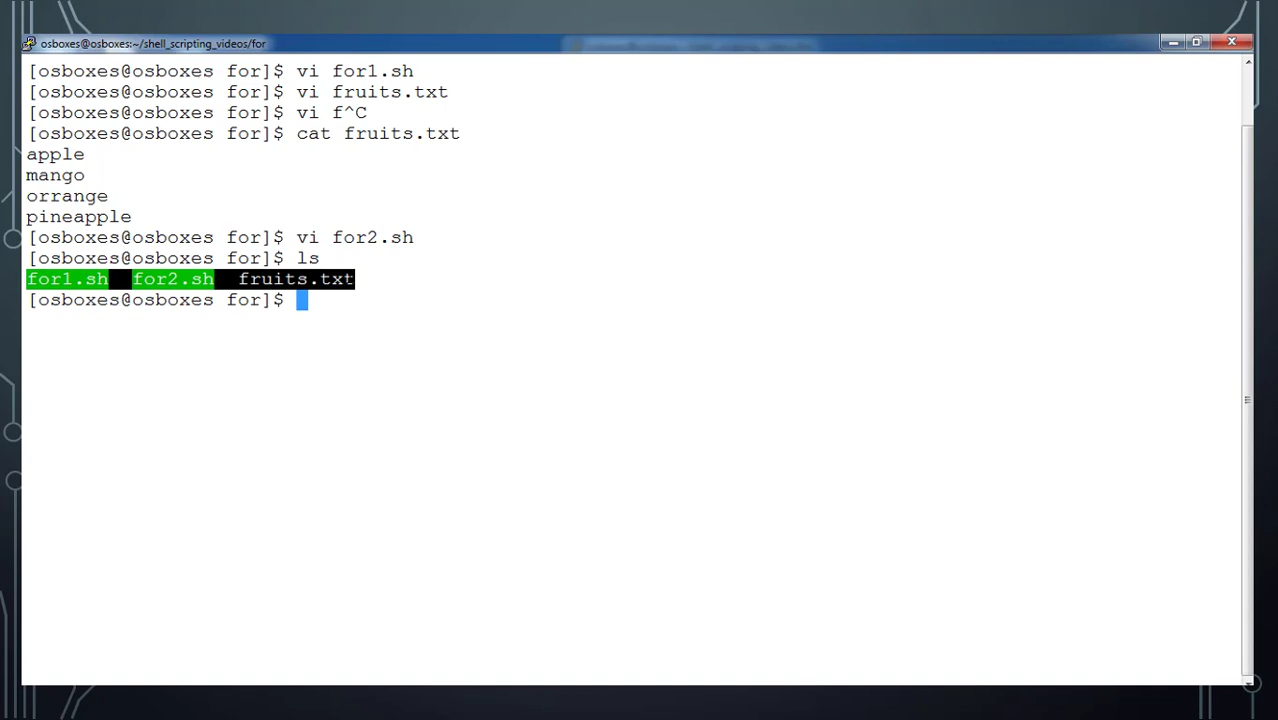 osboxes@osboxes:~/shell_scripting_videos/for
[osboxes@osboxes for]$ vi for1.sh
[osboxes@osboxes for]$ vi fruits.txt
[osboxes@osboxes for]$ vi f^C
[osboxes@osboxes for]$ cat fruits.txt
apple
mango
orrange
pineapple
[osboxes@osboxes for]$ vi for2.sh
[osboxes@osboxes for]$ ls
for1.sh  for2.sh  fruits.txt
[osboxes@osboxes for]$